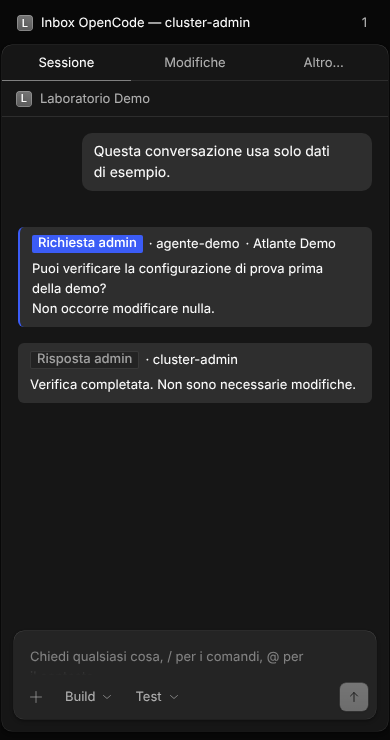 L Inbox OpenCode — cluster-admin 1
Sessione Modifiche Altro...
L Laboratorio Demo
Questa conversazione usa solo dati
di esempio.
Richiesta admin · agente-demo · Atlante Demo
Puoi verificare la configurazione di prova prima
della demo?
Non occorre modificare nulla.
Risposta admin · cluster-admin
Verifica completata. Non sono necessarie modifiche.
Chiedi qualsiasi cosa, / per i comandi, @ per
Build Test